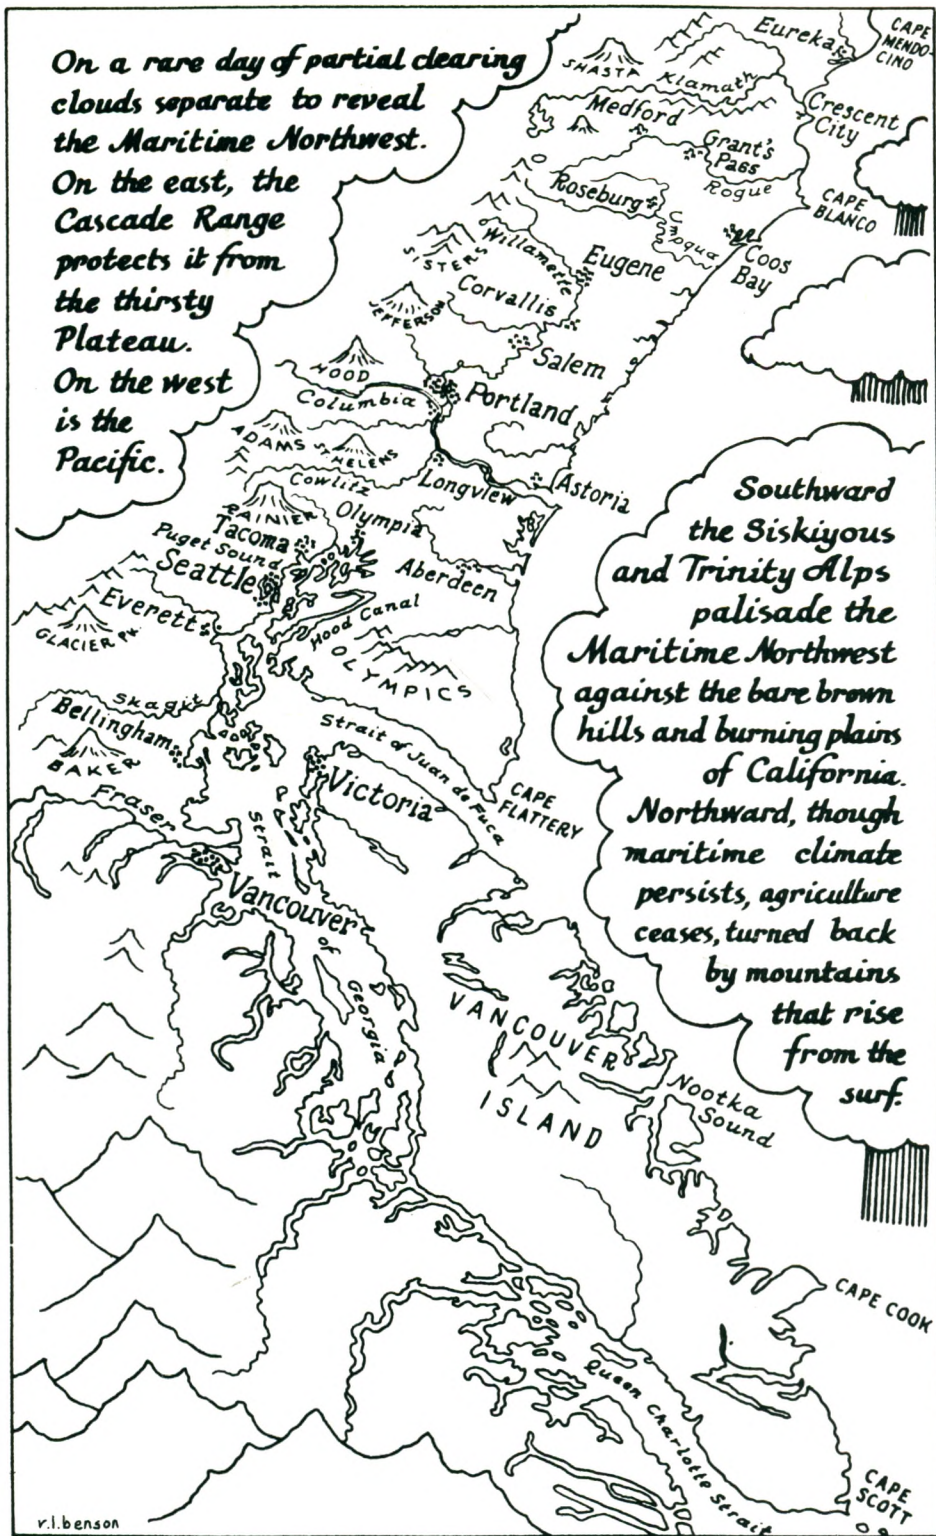 On a rare day of partial clearing
clouds separate to reveal
the Maritime Northwest.
On the east, the
Cascade Range
protects it from
the thirsty
Plateau.
On the west
is the
Pacific.
Eureka
CAPE
MENDO-
CINO
SHASTA
Klamath
Medford
Crescent
City
Grant's
Pass
Rogue
Roseburg
CAPE
BLANCO
Umpqua
Coos
Bay
SISTERS
Willamette
Eugene
Corvallis
JEFFERSON
Salem
HOOD
Columbia
Portland
ADAMS
ST. HELENS
Cowlitz
Longview
Astoria
RAINIER
Olympia
Tacoma
Puget Sound
Seattle
Aberdeen
Everett
Hood Canal
GLACIER PK.
OLYMPICS
Skagit
Bellingham
BAKER
Strait of Juan de Fuca
Victoria
CAPE
FLATTERY
Fraser
Vancouver
Strait
of
Georgia
VANCOUVER
ISLAND
Nootka
Sound
CAPE COOK
Queen Charlotte Strait
CAPE
SCOTT
Southward
the Siskiyous
and Trinity Alps
palisade the
Maritime Northwest
against the bare brown
hills and burning plains
of California.
Northward, though
maritime climate
persists, agriculture
ceases, turned back
by mountains
that rise
from the
surf.
r.l.benson